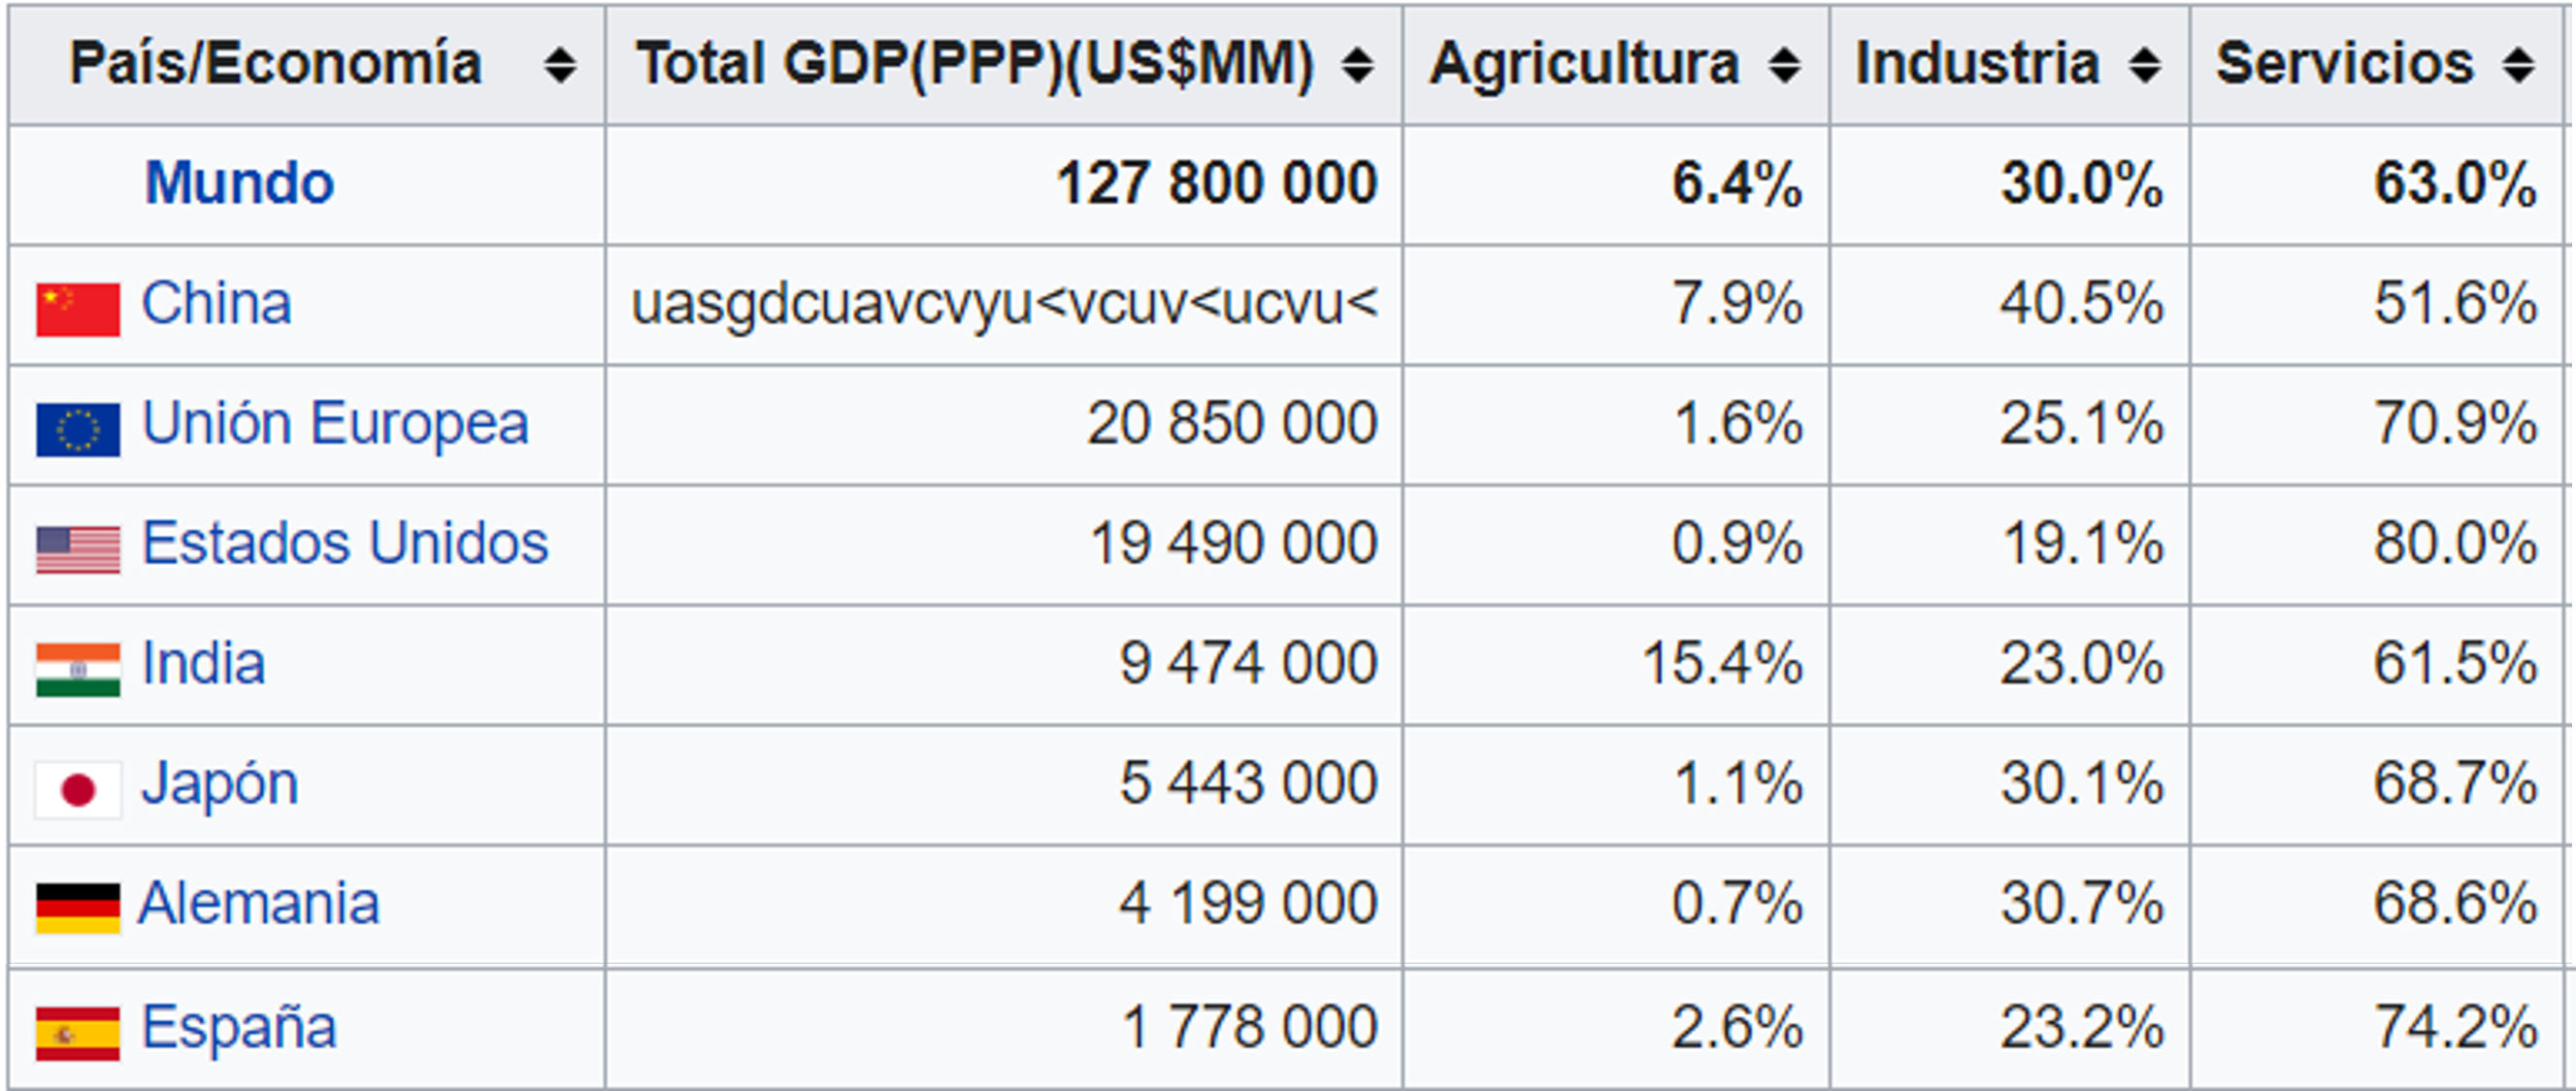 País/Economía Total GDP(PPP)(US$MM) Agricultura Industria Servicios
Mundo 127 800 000 6.4% 30.0% 63.0%
China uasgdcuavcvyu<vcuv<ucvu< 7.9% 40.5% 51.6%
Unión Europea 20 850 000 1.6% 25.1% 70.9%
Estados Unidos 19 490 000 0.9% 19.1% 80.0%
India 9 474 000 15.4% 23.0% 61.5%
Japón 5 443 000 1.1% 30.1% 68.7%
Alemania 4 199 000 0.7% 30.7% 68.6%
España 1 778 000 2.6% 23.2% 74.2%